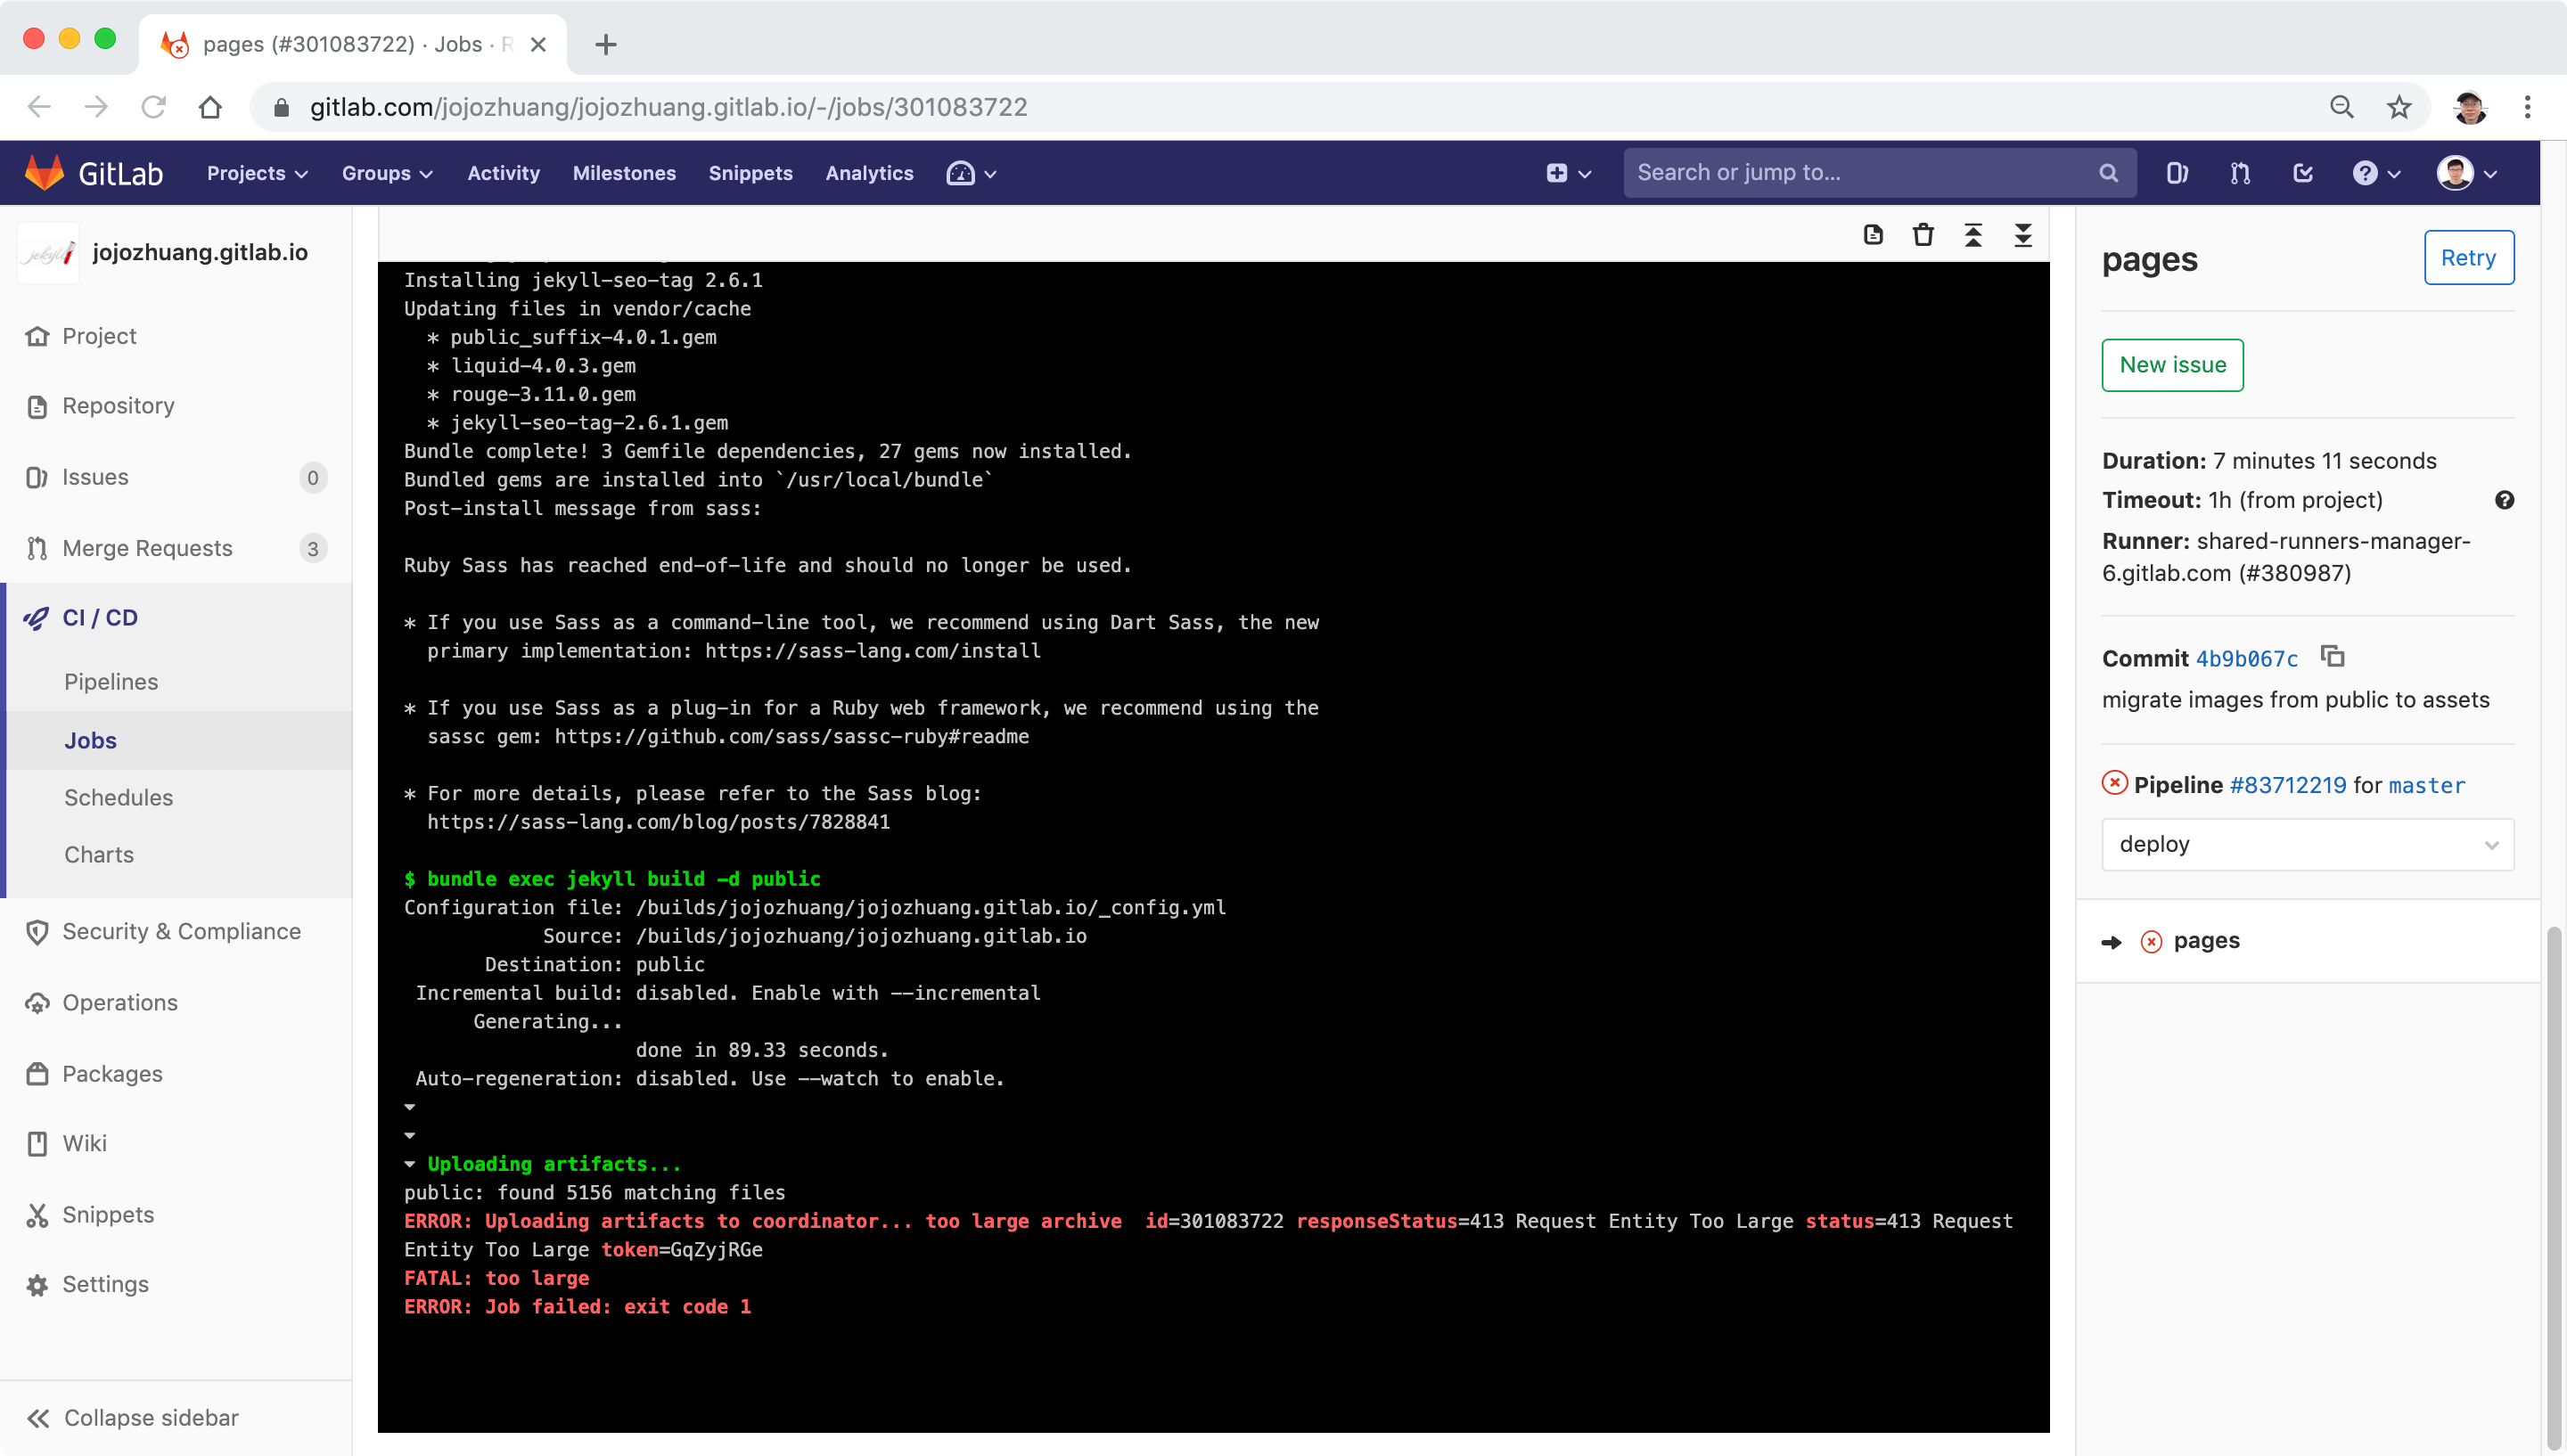 pages (#301083722) · Jobs · R
gitlab.com/jojozhuang/jojozhuang.gitlab.io/-/jobs/301083722
GitLab Projects Groups Activity Milestones Snippets Analytics Search or jump to...
jekyll
jojozhuang.gitlab.io
Project
Repository
Issues 0
Merge Requests 3
CI / CD
Pipelines
Jobs
Schedules
Charts
Security & Compliance
Operations
Packages
Wiki
Snippets
Settings
Collapse sidebar
Installing jekyll-seo-tag 2.6.1
Updating files in vendor/cache
* public_suffix-4.0.1.gem
* liquid-4.0.3.gem
* rouge-3.11.0.gem
* jekyll-seo-tag-2.6.1.gem
Bundle complete! 3 Gemfile dependencies, 27 gems now installed.
Bundled gems are installed into `/usr/local/bundle`
Post-install message from sass:
Ruby Sass has reached end-of-life and should no longer be used.
* If you use Sass as a command-line tool, we recommend using Dart Sass, the new
primary implementation: https://sass-lang.com/install
* If you use Sass as a plug-in for a Ruby web framework, we recommend using the
sassc gem: https://github.com/sass/sassc-ruby#readme
* For more details, please refer to the Sass blog:
https://sass-lang.com/blog/posts/7828841
$ bundle exec jekyll build -d public
Configuration file: /builds/jojozhuang/jojozhuang.gitlab.io/_config.yml
Source: /builds/jojozhuang/jojozhuang.gitlab.io
Destination: public
Incremental build: disabled. Enable with --incremental
Generating...
done in 89.33 seconds.
Auto-regeneration: disabled. Use --watch to enable.
Uploading artifacts...
public: found 5156 matching files
ERROR: Uploading artifacts to coordinator... too large archive id=301083722 responseStatus=413 Request Entity Too Large status=413 Request
Entity Too Large token=GqZyjRGe
FATAL: too large
ERROR: Job failed: exit code 1
pages Retry
New issue
Duration: 7 minutes 11 seconds
Timeout: 1h (from project)
Runner: shared-runners-manager-
6.gitlab.com (#380987)
Commit 4b9b067c
migrate images from public to assets
Pipeline #83712219 for master
deploy
pages